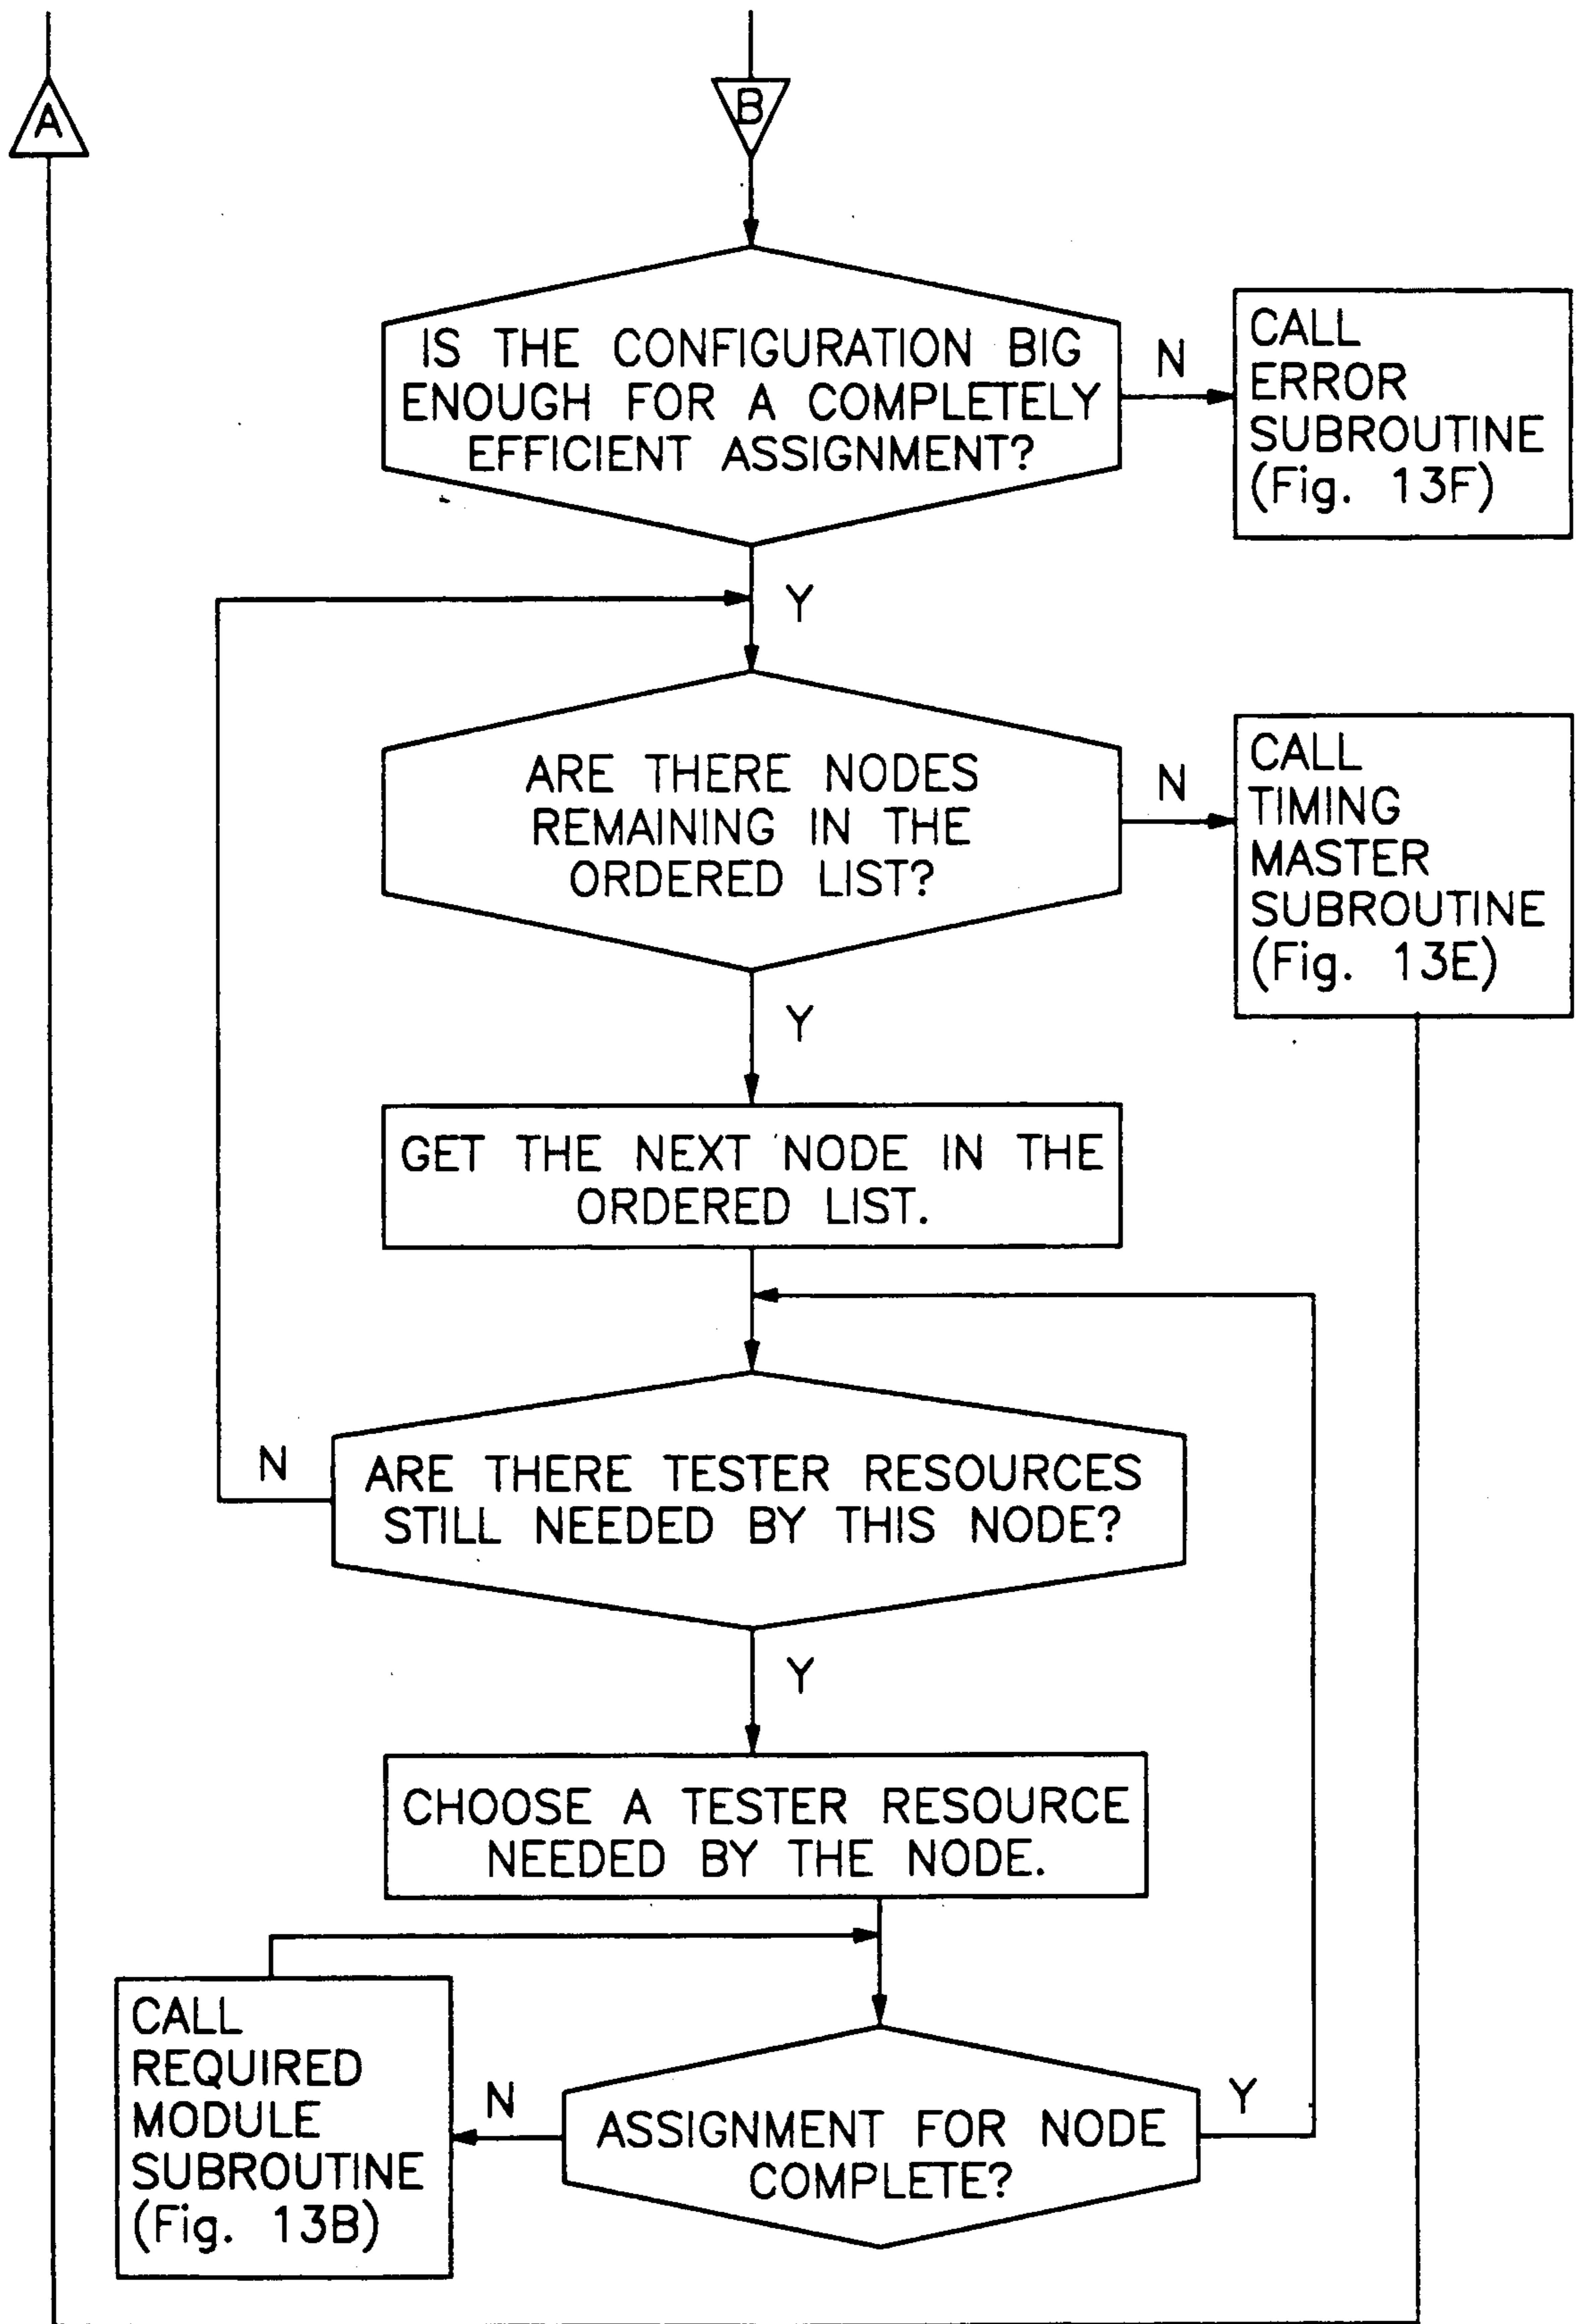 A
B
IS THE CONFIGURATION BIG
ENOUGH FOR A COMPLETELY
EFFICIENT ASSIGNMENT?
N
CALL
ERROR
SUBROUTINE
(Fig. 13F)
Y
ARE THERE NODES
REMAINING IN THE
ORDERED LIST?
N
CALL
TIMING
MASTER
SUBROUTINE
(Fig. 13E)
Y
GET THE NEXT NODE IN THE
ORDERED LIST.
N
ARE THERE TESTER RESOURCES
STILL NEEDED BY THIS NODE?
Y
CHOOSE A TESTER RESOURCE
NEEDED BY THE NODE.
CALL
REQUIRED
MODULE
SUBROUTINE
(Fig. 13B)
N
ASSIGNMENT FOR NODE
COMPLETE?
Y